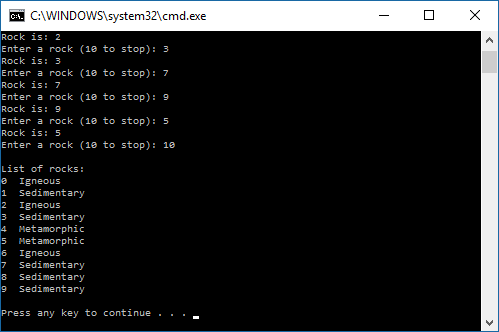 C:\WINDOWS\system32\cmd.exe
Rock is: 2
Enter a rock (10 to stop): 3
Rock is: 3
Enter a rock (10 to stop): 7
Rock is: 7
Enter a rock (10 to stop): 9
Rock is: 9
Enter a rock (10 to stop): 5
Rock is: 5
Enter a rock (10 to stop): 10
List of rocks:
0 Igneous
1 Sedimentary
2 Igneous
3 Sedimentary
4 Metamorphic
5 Metamorphic
6 Igneous
7 Sedimentary
8 Sedimentary
9 Sedimentary
Press any key to continue . . .